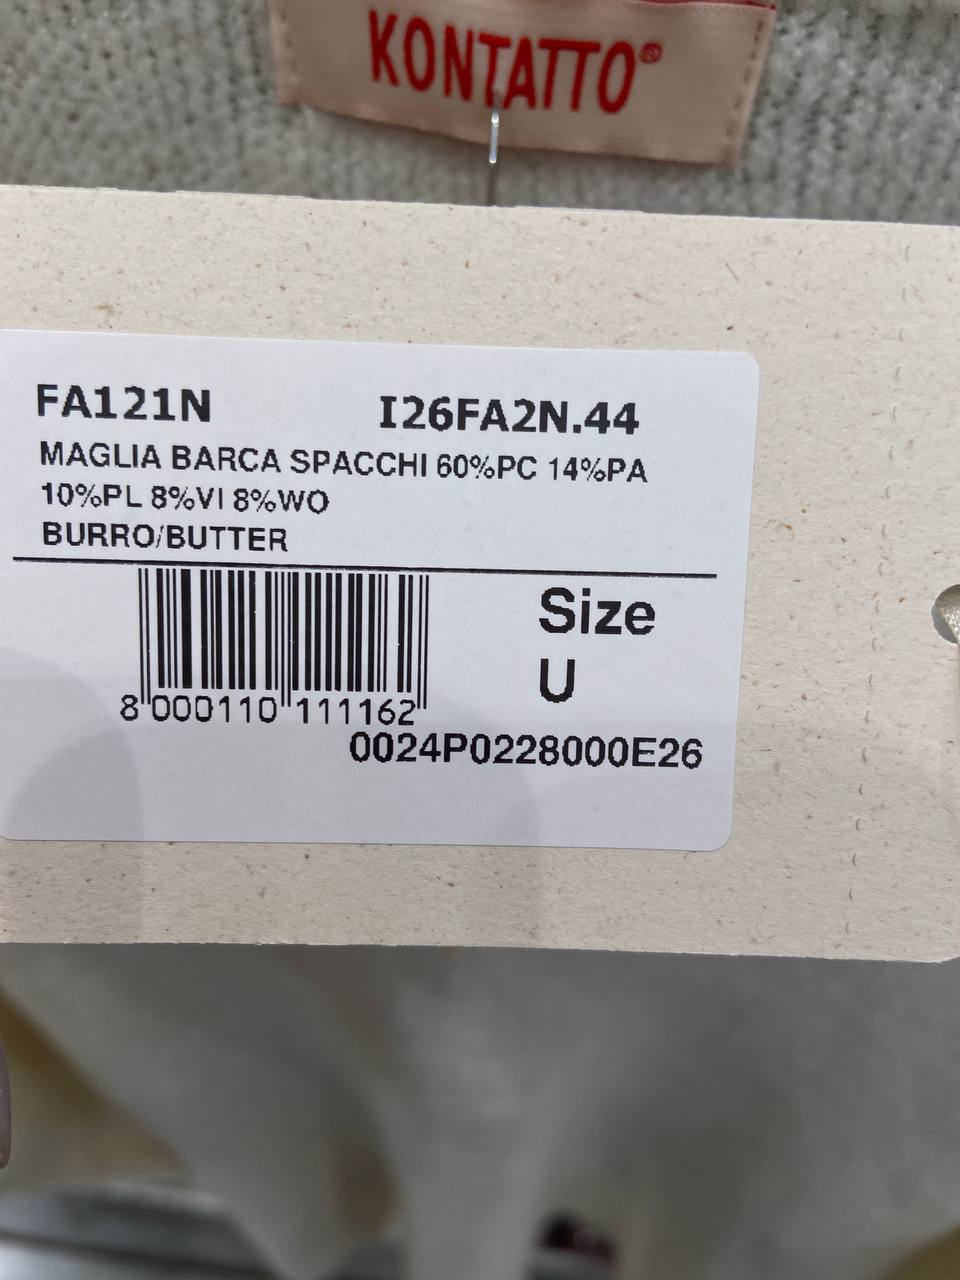 KONTATTO®
FA121N I26FA2N.44
MAGLIA BARCA SPACCHI 60%PC 14%PA
10%PL 8%VI 8%WO
BURRO/BUTTER
Size
U
8 000110 111162
0024P0228000E26